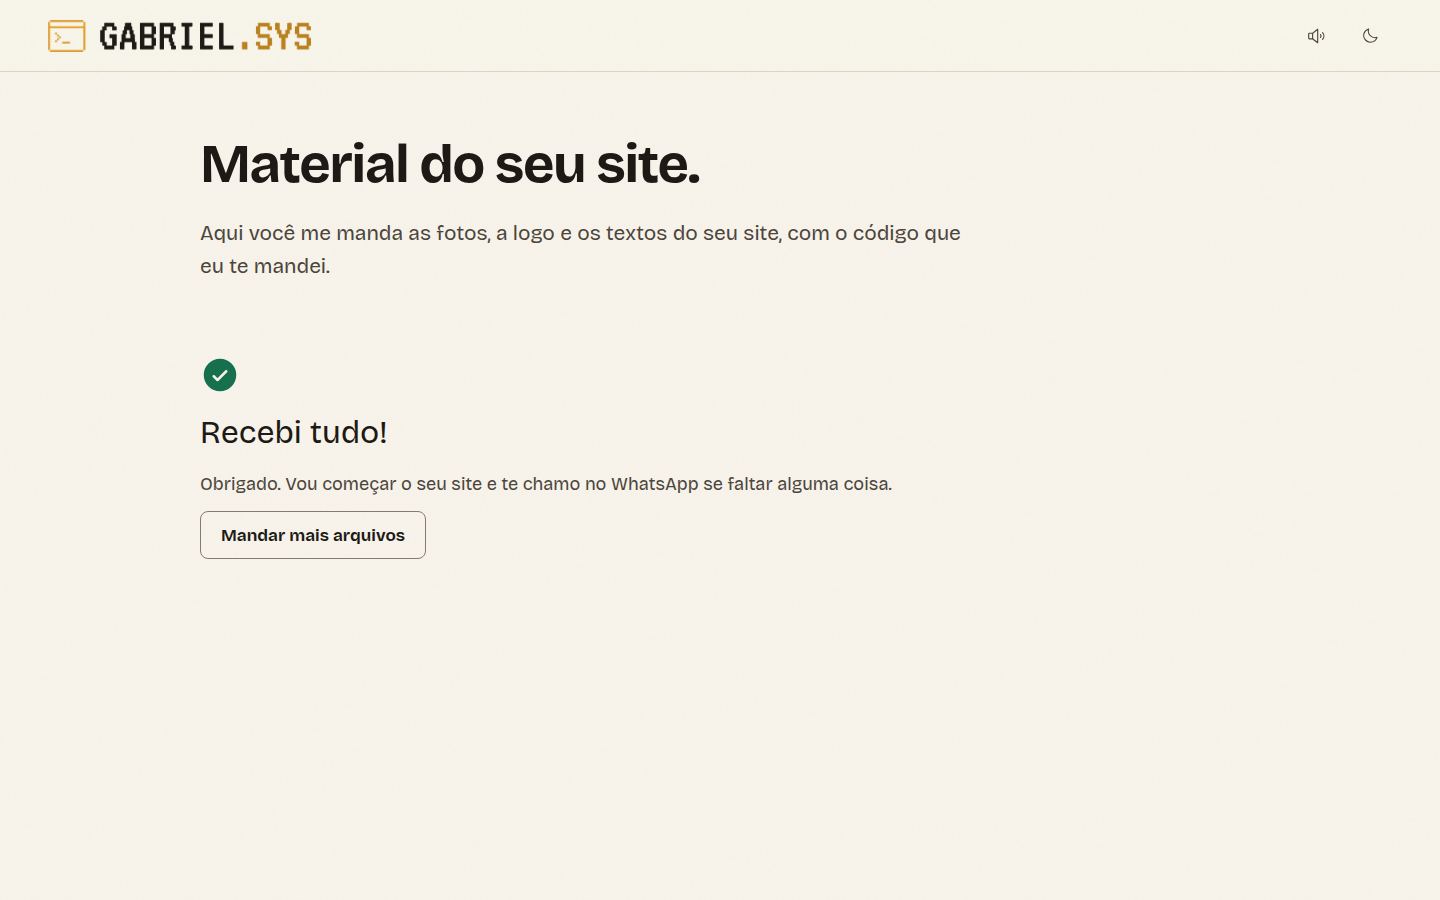 GABRIEL.SYS
Material do seu site.
Aqui você me manda as fotos, a logo e os textos do seu site, com o código que
eu te mandei.
Recebi tudo!
Obrigado. Vou começar o seu site e te chamo no WhatsApp se faltar alguma coisa.
Mandar mais arquivos